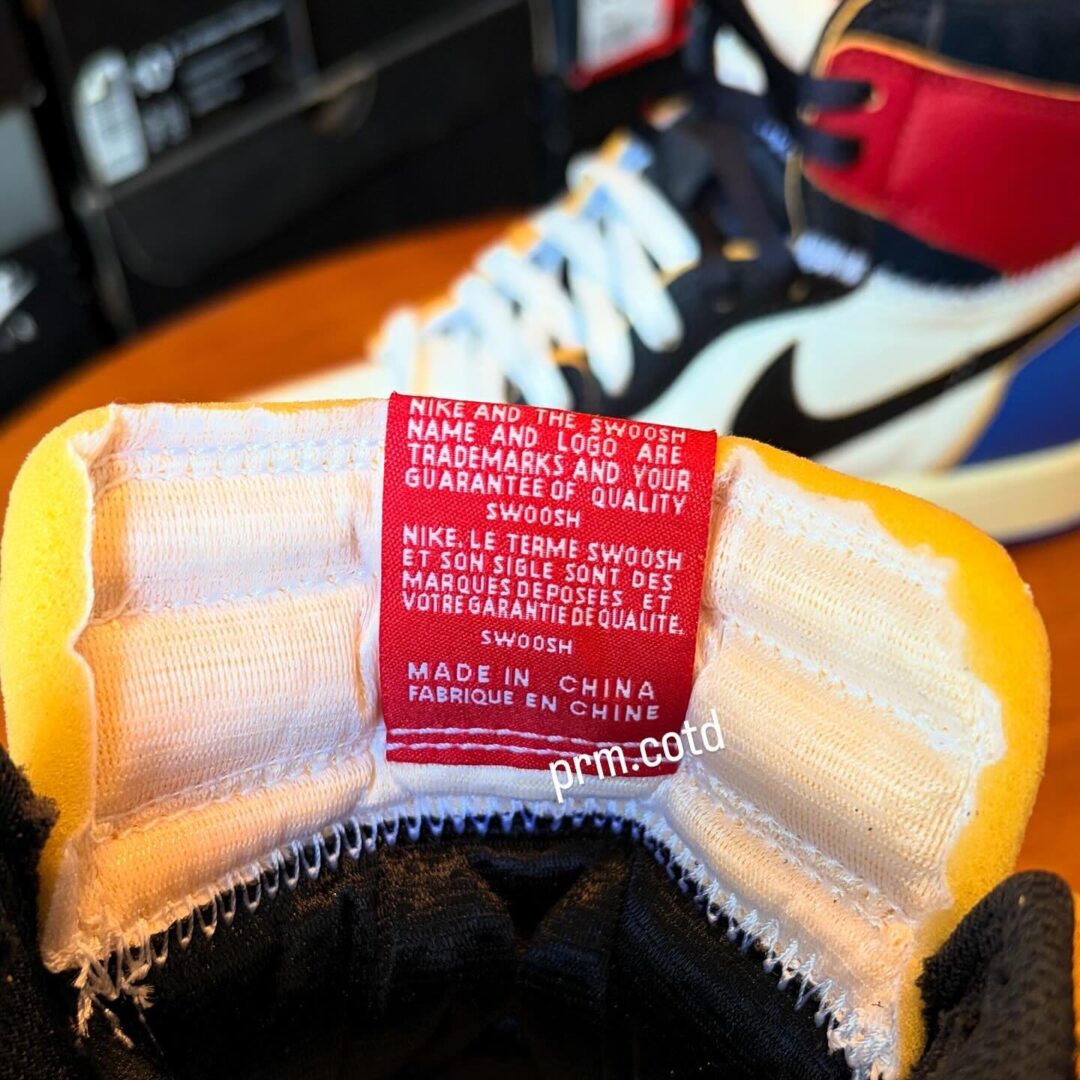 NIKE AND THE SWOOSH
NAME AND LOGO ARE
TRADEMARKS AND YOUR
GUARANTEE OF QUALITY
SWOOSH
NIKE, LE TERME SWOOSH
ET SON SIGLE SONT DES
MARQUES DEPOSEES ET
VOTRE GARANTIE DE QUALITE.
SWOOSH
MADE IN CHINA
FABRIQUE EN CHINE
prm.cotd